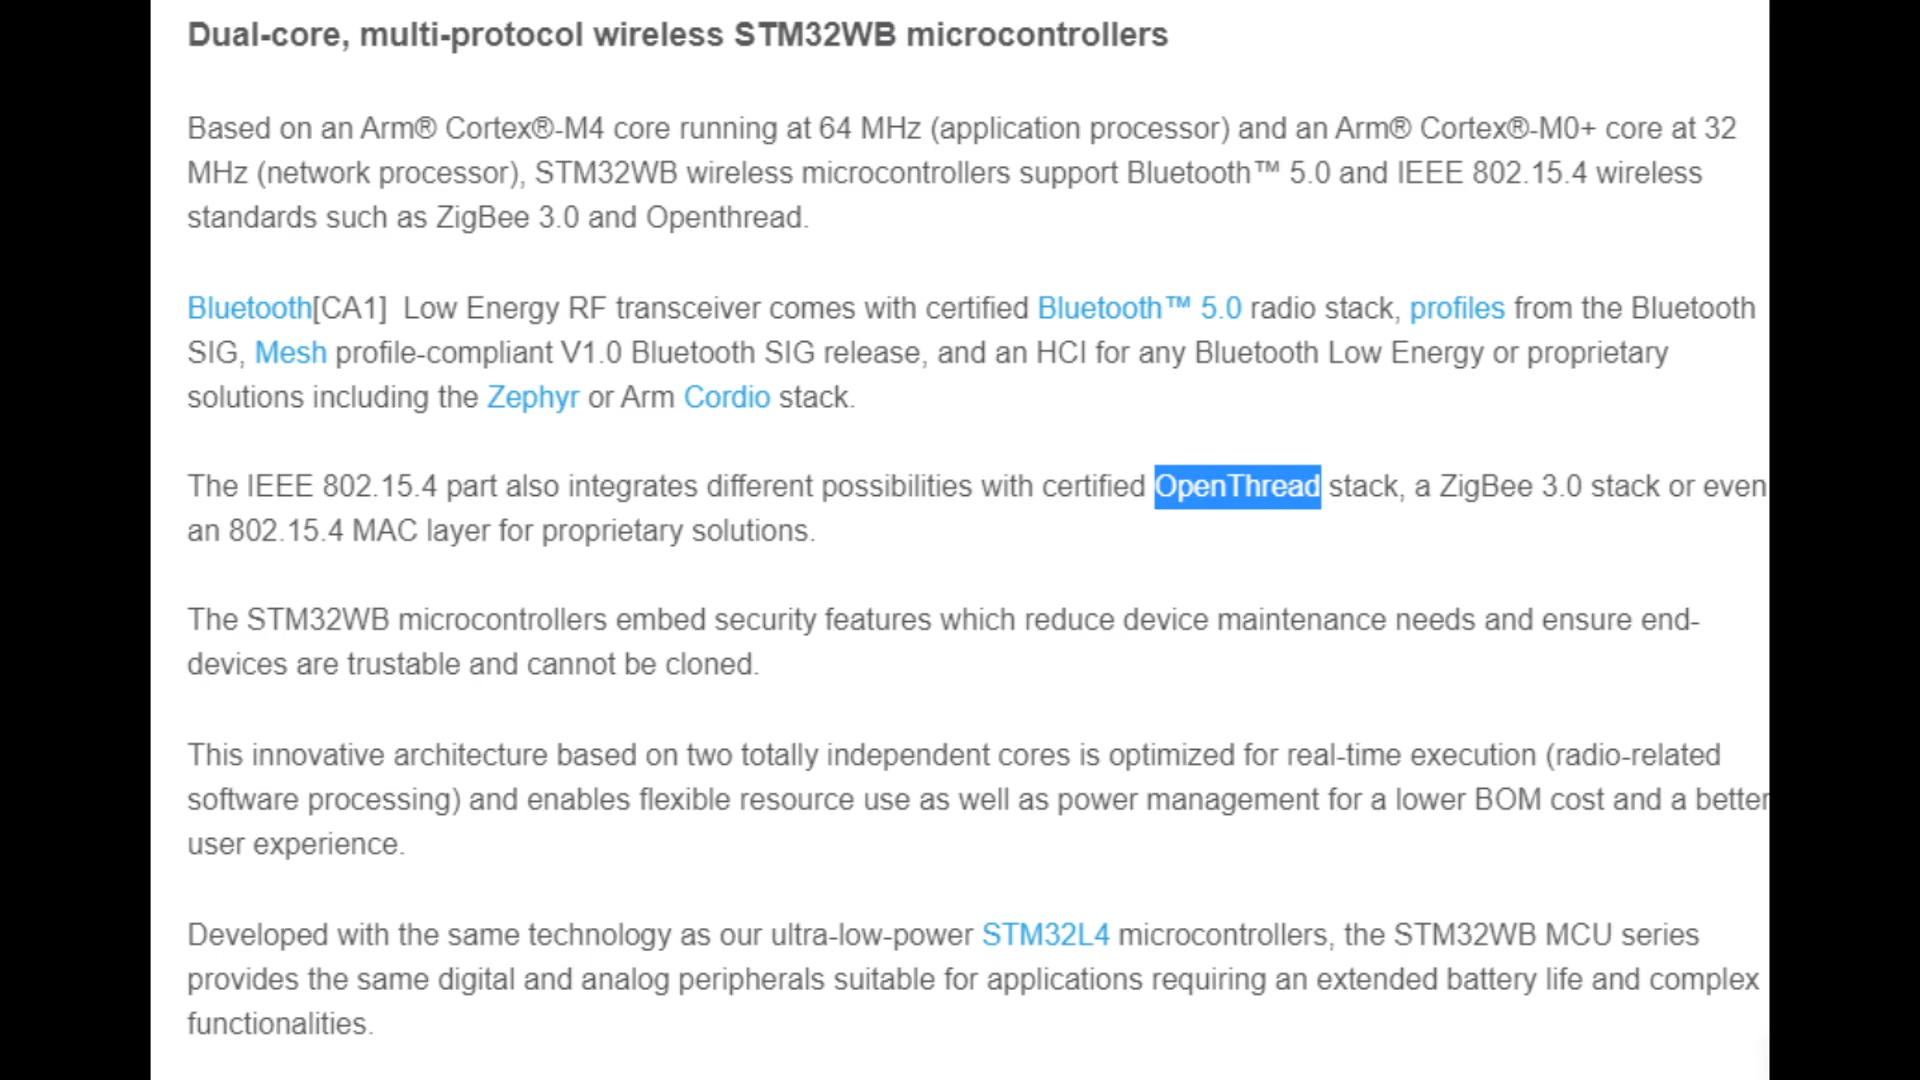 Dual-core, multi-protocol wireless STM32WB microcontrollers
Based on an Arm® Cortex®-M4 core running at 64 MHz (application processor) and an Arm® Cortex®-M0+ core at 32
MHz (network processor), STM32WB wireless microcontrollers support Bluetooth™ 5.0 and IEEE 802.15.4 wireless
standards such as ZigBee 3.0 and Openthread.
Bluetooth[CA1]  Low Energy RF transceiver comes with certified Bluetooth™ 5.0 radio stack, profiles from the Bluetooth
SIG, Mesh profile-compliant V1.0 Bluetooth SIG release, and an HCI for any Bluetooth Low Energy or proprietary
solutions including the Zephyr or Arm Cordio stack.
The IEEE 802.15.4 part also integrates different possibilities with certified OpenThread stack, a ZigBee 3.0 stack or even
an 802.15.4 MAC layer for proprietary solutions.
The STM32WB microcontrollers embed security features which reduce device maintenance needs and ensure end-
devices are trustable and cannot be cloned.
This innovative architecture based on two totally independent cores is optimized for real-time execution (radio-related
software processing) and enables flexible resource use as well as power management for a lower BOM cost and a better
user experience.
Developed with the same technology as our ultra-low-power STM32L4 microcontrollers, the STM32WB MCU series
provides the same digital and analog peripherals suitable for applications requiring an extended battery life and complex
functionalities.